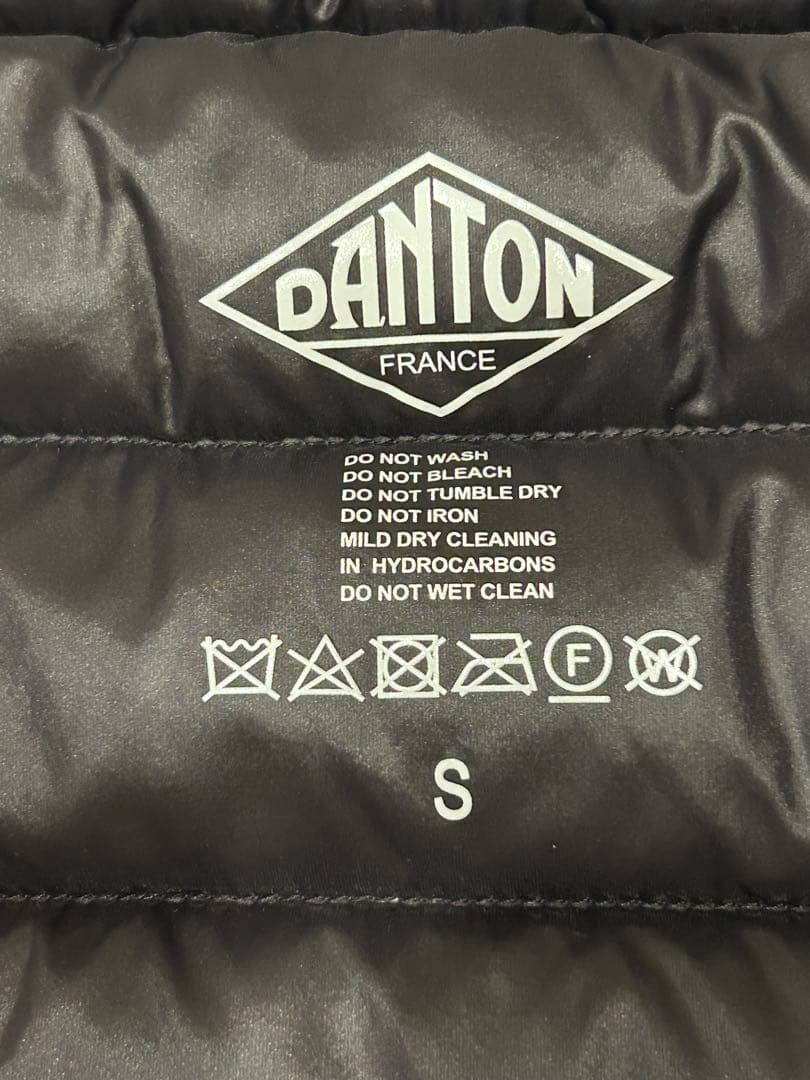 DANTON
FRANCE
DO NOT WASH
DO NOT BLEACH
DO NOT TUMBLE DRY
DO NOT IRON
MILD DRY CLEANING
IN HYDROCARBONS
DO NOT WET CLEAN
F W
S